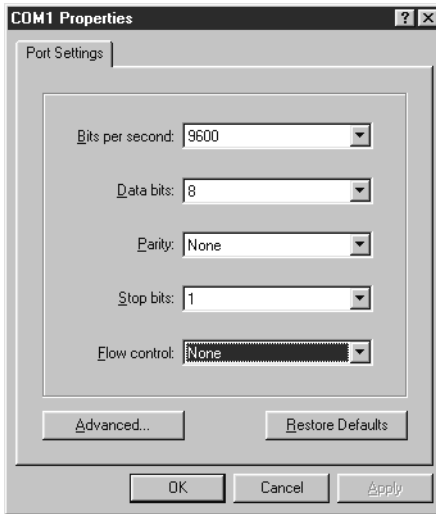 COM1 Properties
Port Settings
Bits per second: 9600
Data bits: 8
Parity: None
Stop bits: 1
Flow control: None
Advanced... Restore Defaults
OK Cancel Apply